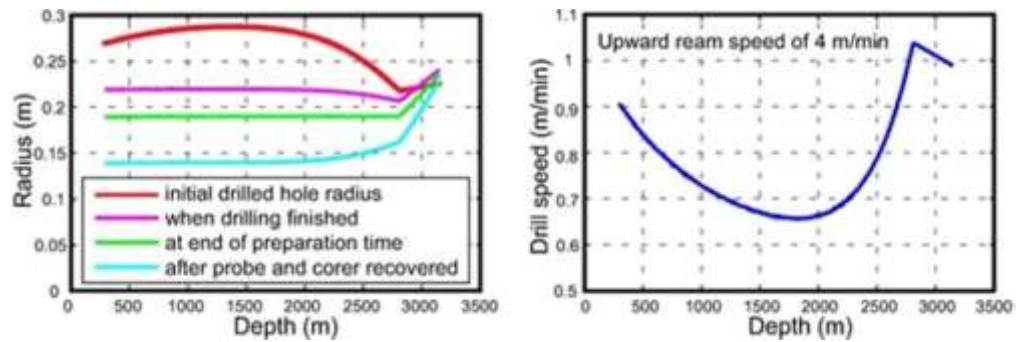 0.3
0.25
0.2
0.15
0.1
0.05
0
Radius (m)
initial drilled hole radius
when drilling finished
at end of preparation time
after probe and corer recovered
0 500 1000 1500 2000 2500 3000 3500
Depth (m)
1.1
1
0.9
0.8
0.7
0.6
0.5
Drill speed (m/min)
Upward ream speed of 4 m/min
0 500 1000 1500 2000 2500 3000 3500
Depth (m)